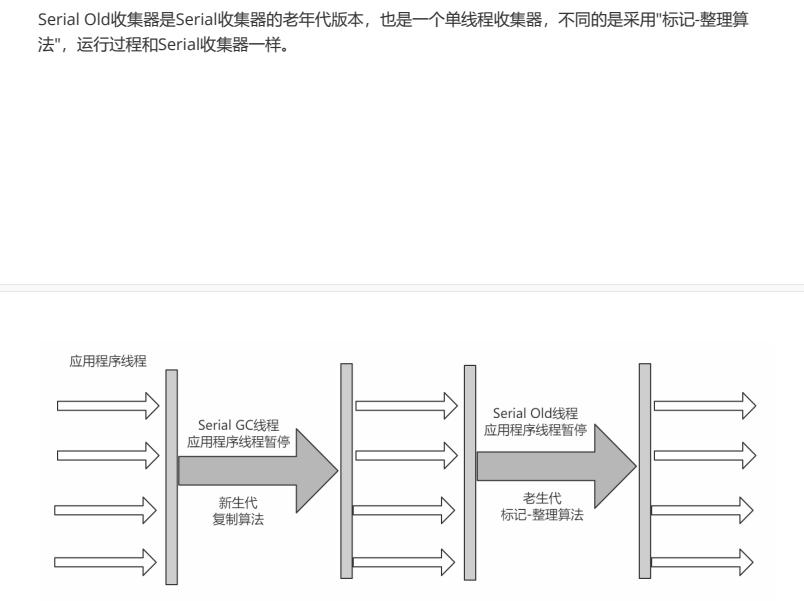 Serial Old收集器是Serial收集器的老年代版本，也是一个单线程收集器，不同的是采用"标记-整理算
法"，运行过程和Serial收集器一样。
应用程序线程
Serial GC线程
应用程序线程暂停
新生代
复制算法
Serial Old线程
应用程序线程暂停
老生代
标记-整理算法